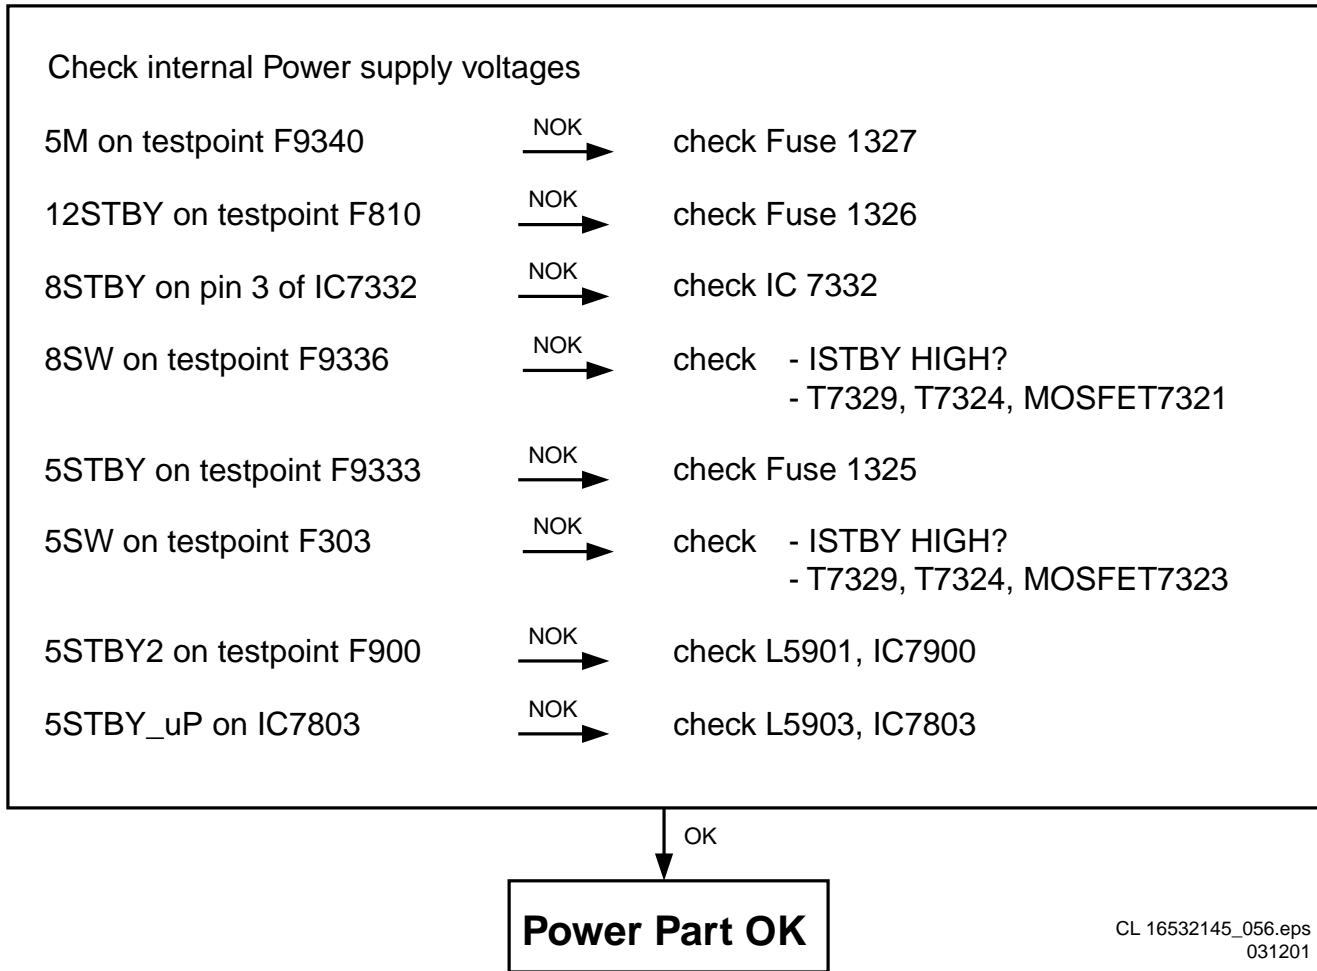 Check internal Power supply voltages
5M on testpoint F9340 NOK check Fuse 1327
12STBY on testpoint F810 NOK check Fuse 1326
8STBY on pin 3 of IC7332 NOK check IC 7332
8SW on testpoint F9336 NOK check - ISTBY HIGH?
- T7329, T7324, MOSFET7321
5STBY on testpoint F9333 NOK check Fuse 1325
5SW on testpoint F303 NOK check - ISTBY HIGH?
- T7329, T7324, MOSFET7323
5STBY2 on testpoint F900 NOK check L5901, IC7900
5STBY_uP on IC7803 NOK check L5903, IC7803
OK
Power Part OK
CL 16532145_056.eps
031201